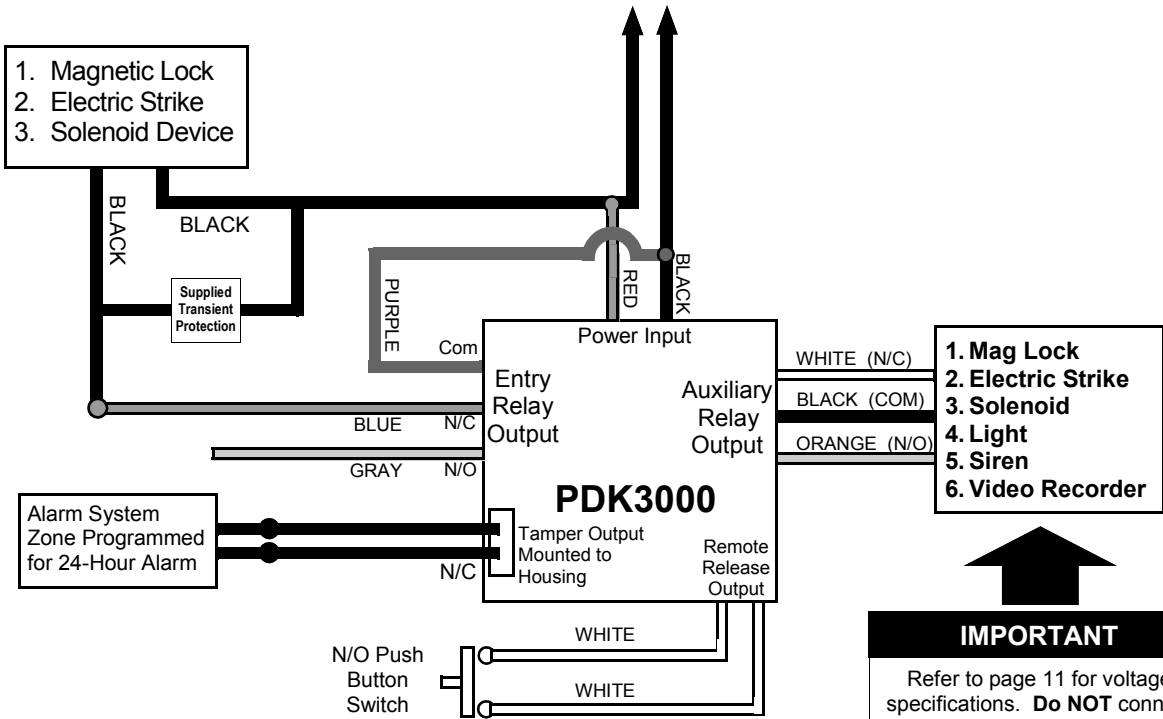 1. Magnetic Lock
2. Electric Strike
3. Solenoid Device
BLACK
BLACK
Supplied
Transient
Protection
PURPLE
RED
BLACK
Com
Power Input
Entry
Relay
Output
BLUE
N/C
GRAY
N/O
Auxiliary
Relay
Output
WHITE (N/C)
BLACK (COM)
ORANGE (N/O)
1. Mag Lock
2. Electric Strike
3. Solenoid
4. Light
5. Siren
6. Video Recorder
PDK3000
Alarm System
Zone Programmed
for 24-Hour Alarm
N/C
Tamper Output
Mounted to
Housing
Remote
Release
Output
N/O Push
Button
Switch
WHITE
WHITE
IMPORTANT
Refer to page 11 for voltage
specifications. Do NOT conn